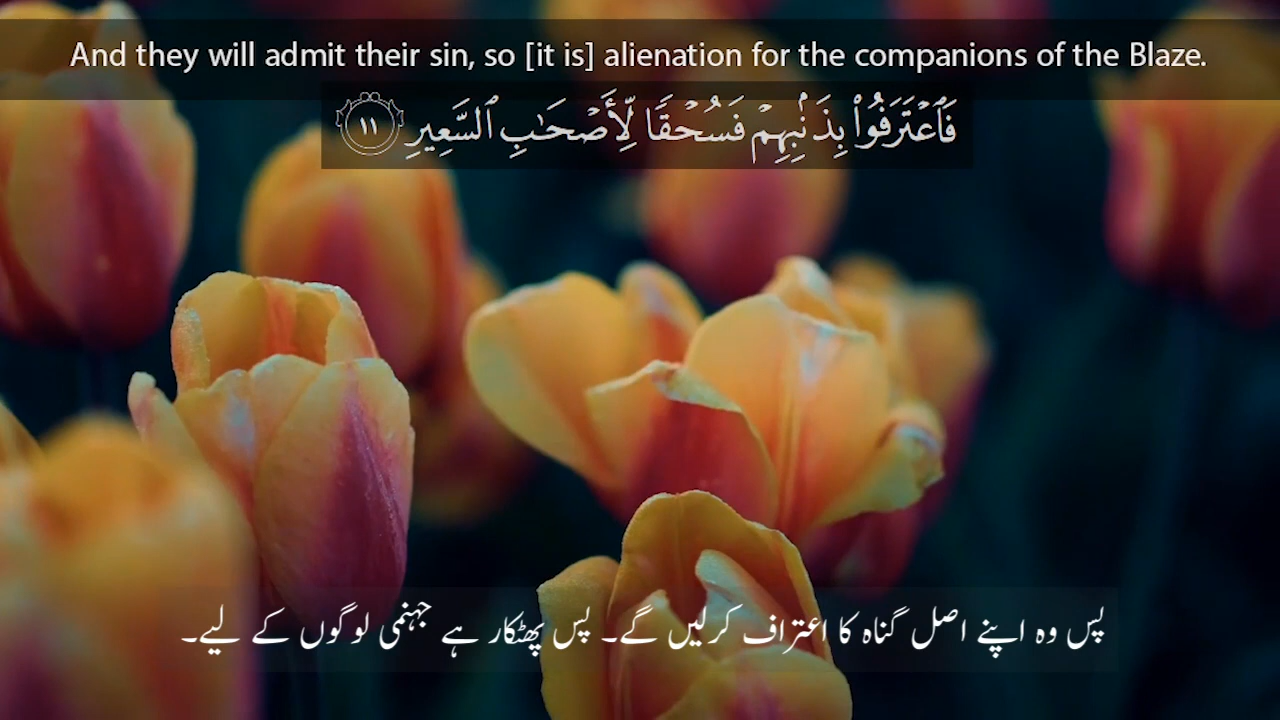 And they will admit their sin, so [it is] alienation for the companions of the Blaze.
فَٱعۡتَرَفُواْ بِذَنۢبِهِمۡ فَسُحۡقٗا لِّأَصۡحَٰبِ ٱلسَّعِيرِ ١١
پس وہ اپنے اصل گناہ کا اعتراف کرلیں گے۔ پس پھٹکار ہے جہنمی لوگوں کے لیے۔